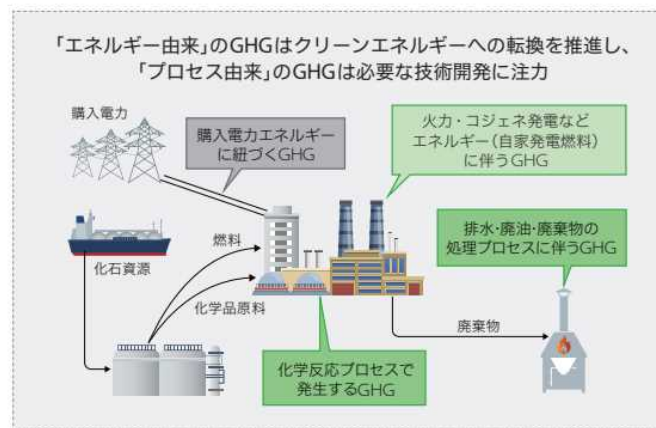 「エネルギー由来」のGHGはクリーンエネルギーへの転換を推進し、
「プロセス由来」のGHGは必要な技術開発に注力
購入電力
購入電力エネルギー
に紐づくGHG
火力・コジェネ発電など
エネルギー(自家発電燃料)
に伴うGHG
化石資源
燃料
化学品原料
排水・廃油・廃棄物の
処理プロセスに伴うGHG
廃棄物
化学反応プロセスで
発生するGHG